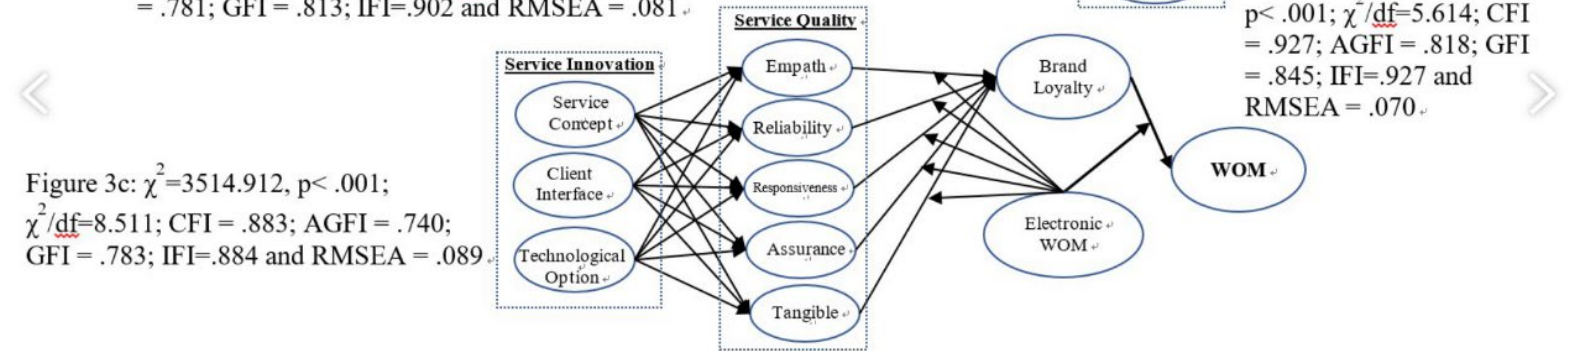 = .781; GFI = .813; IFI=.902 and RMSEA = .081
Figure 3c: χ²=3514.912, p< .001;
χ²/df=8.511; CFI = .883; AGFI = .740;
GFI = .783; IFI=.884 and RMSEA = .089
Service Innovation
Service
Concept
Client
Interface
Technological
Option
Service Quality
Empath
Reliability
Responsiveness
Assurance
Tangible
Brand
Loyalty
Electronic
WOM
WOM
p< .001; χ²/df=5.614; CFI
= .927; AGFI = .818; GFI
= .845; IFI=.927 and
RMSEA = .070